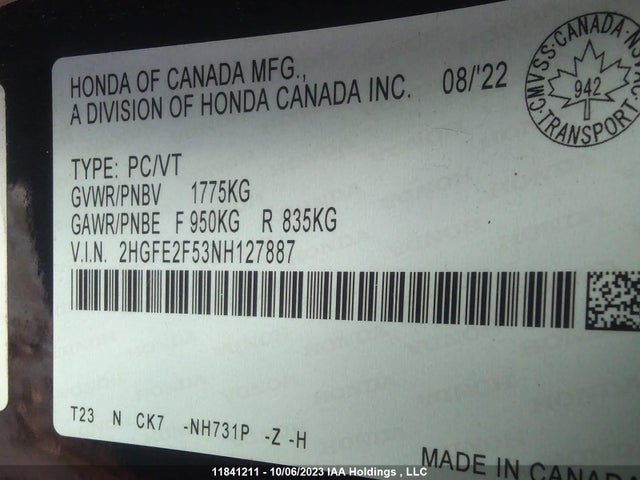 HONDA OF CANADA MFG.,
A DIVISION OF HONDA CANADA INC. 08/'22
CMVSS·CANADA·NSV
942
TRANSPORT
TYPE: PC/VT
GVWR/PNBV 1775KG
GAWR/PNBE F 950KG R 835KG
V.I.N. 2HGFE2F53NH127887
T23 N CK7 -NH731P -Z -H
MADE IN CANADA
11841211 - 10/06/2023 IAA Holdings , LLC